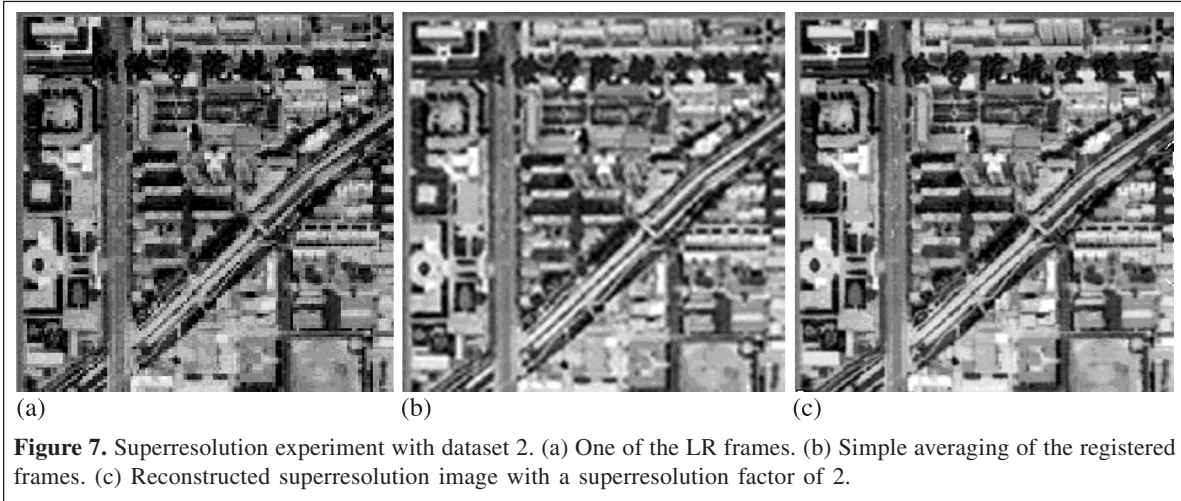 (a)
(b)
(c)
Figure 7. Superresolution experiment with dataset 2. (a) One of the LR frames. (b) Simple averaging of the registered
frames. (c) Reconstructed superresolution image with a superresolution factor of 2.